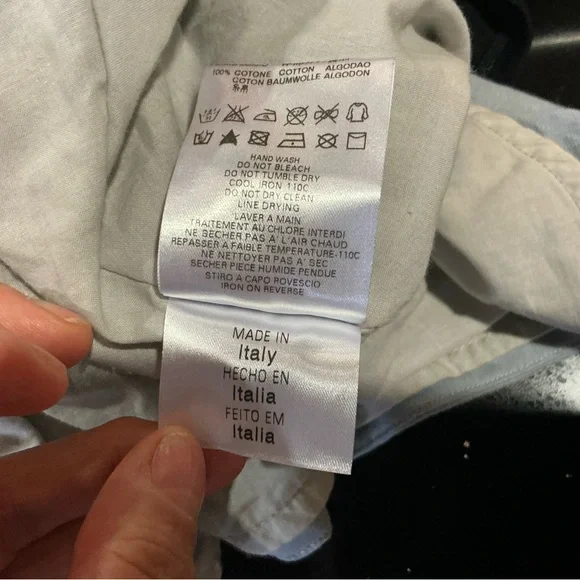 100% COTONE COTTON ALGODAO
COTON BAUMWOLLE ALGODON
HAND WASH
DO NOT BLEACH
DO NOT TUMBLE DRY
COOL IRON 110C
DO NOT DRY CLEAN
LINE DRYING
LAVER A MAIN
TRAITEMENT AU CHLORE INTERDI
NE SECHER PAS A' L'AIR CHAUD
REPASSER A FAIBLE TEMPERATURE-110C
NE NETTOYER PAS A' SEC
SECHER PIECE HUMIDE PENDUE
STIRO A CAPO ROVESCIO
IRON ON REVERSE
MADE IN
Italy
HECHO EN
Italia
FEITO EM
Italia